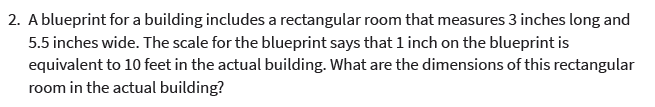 2. A blueprint for a building includes a rectangular room that measures 3 inches long and
5.5 inches wide. The scale for the blueprint says that 1 inch on the blueprint is
equivalent to 10 feet in the actual building. What are the dimensions of this rectangular
room in the actual building?